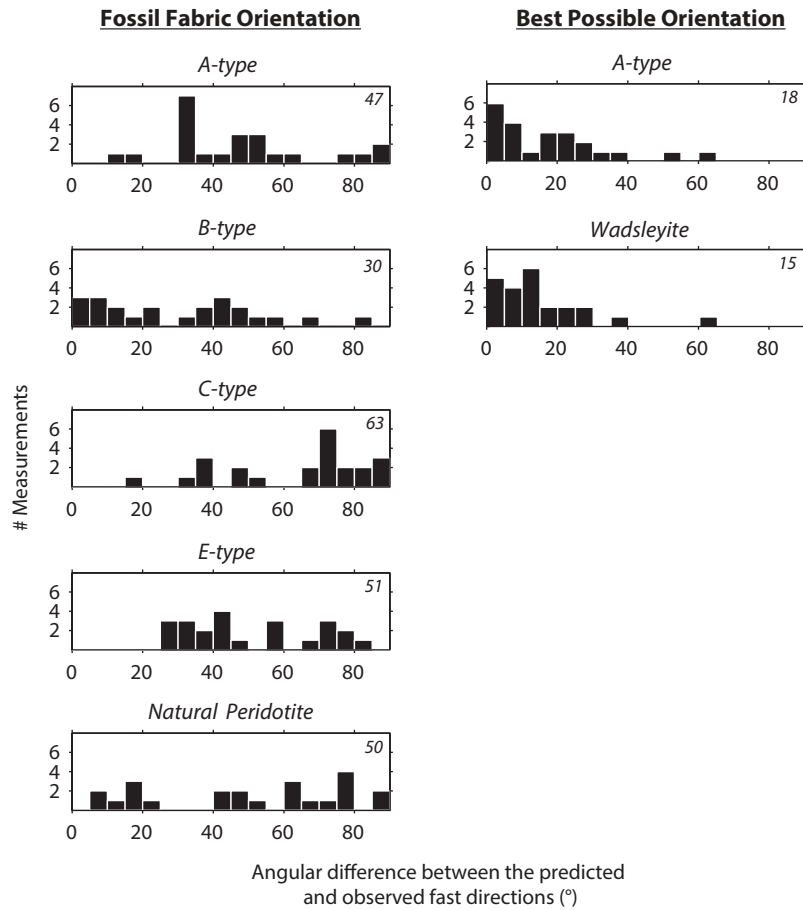 Fossil Fabric Orientation
A-type
47
6
4
2
0 20 40 60 80
B-type
30
6
4
2
0 20 40 60 80
C-type
63
6
4
2
0 20 40 60 80
E-type
51
6
4
2
0 20 40 60 80
Natural Peridotite
50
6
4
2
0 20 40 60 80
# Measurements
Best Possible Orientation
A-type
18
6
4
2
0 20 40 60 80
Wadsleyite
15
6
4
2
0 20 40 60 80
Angular difference between the predicted
and observed fast directions (°)